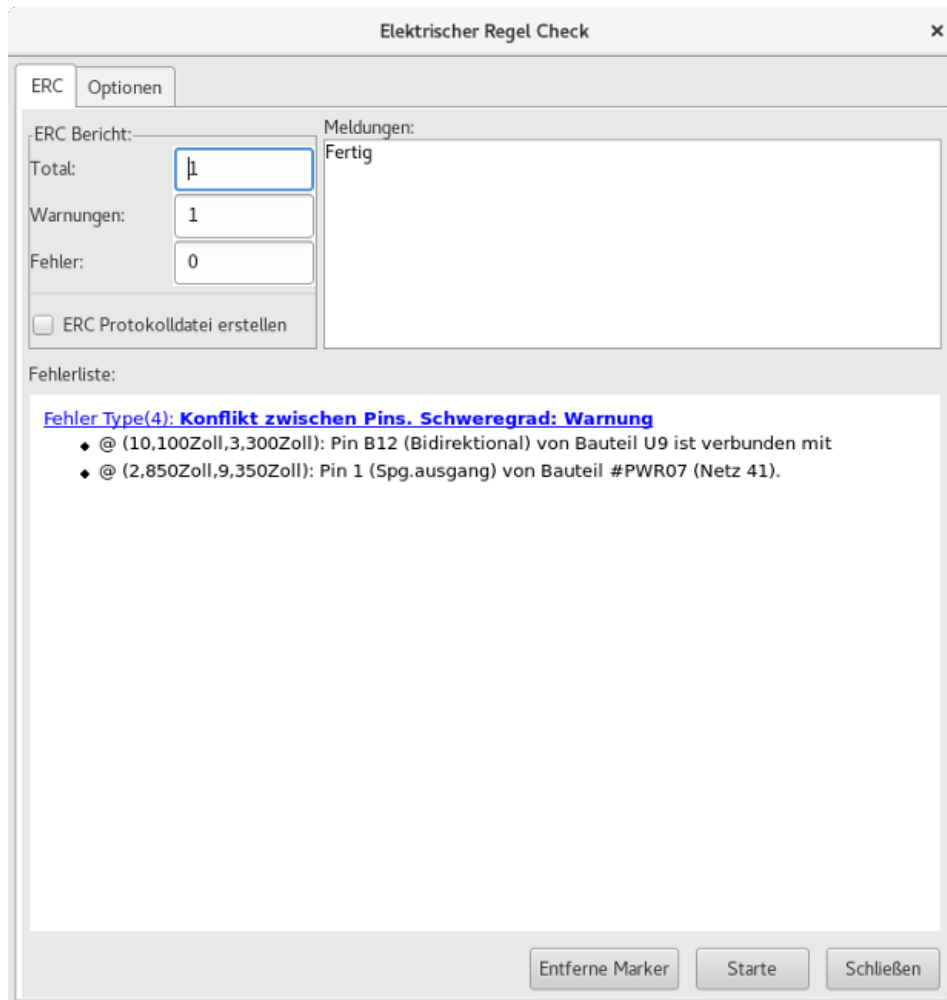 Elektrischer Regel Check
ERC
Optionen
ERC Bericht:
Total:
1
Warnungen:
1
Fehler:
0
ERC Protokolldatei erstellen
Meldungen:
Fertig
Fehlerliste:
Fehler Type(4): Konflikt zwischen Pins. Schweregrad: Warnung
@ (10,100Zoll,3,300Zoll): Pin B12 (Bidirektional) von Bauteil U9 ist verbunden mit
@ (2,850Zoll,9,350Zoll): Pin 1 (Spg.ausgang) von Bauteil #PWR07 (Netz 41).
Entferne Marker
Starte
Schließen